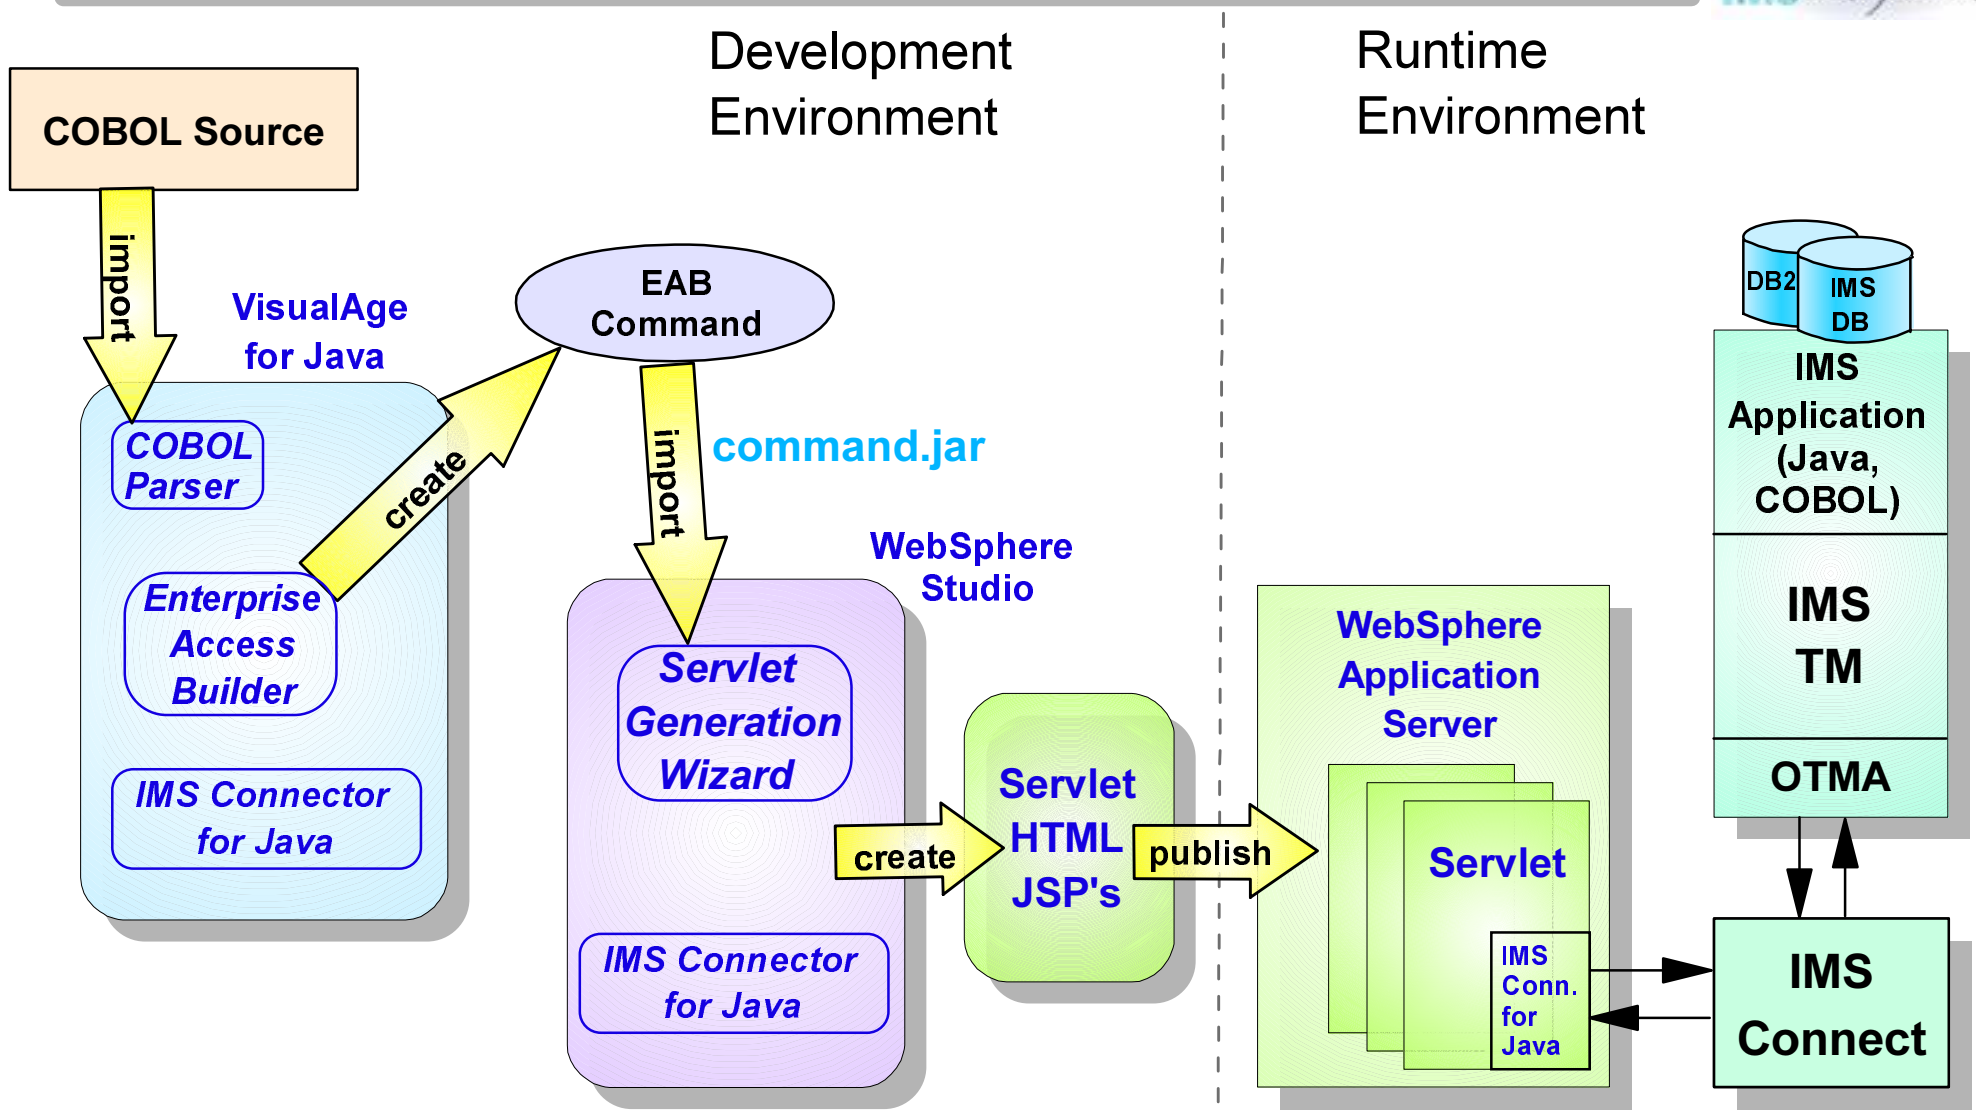 Development
Environment
Runtime
Environment
COBOL Source
import
VisualAge
for Java
COBOL
Parser
Enterprise
Access
Builder
IMS Connector
for Java
create
EAB
Command
import
command.jar
WebSphere
Studio
Servlet
Generation
Wizard
IMS Connector
for Java
create
Servlet
HTML
JSP's
publish
WebSphere
Application
Server
Servlet
IMS
Conn.
for
Java
DB2
IMS
DB
IMS
Application
(Java,
COBOL)
IMS
TM
OTMA
IMS
Connect